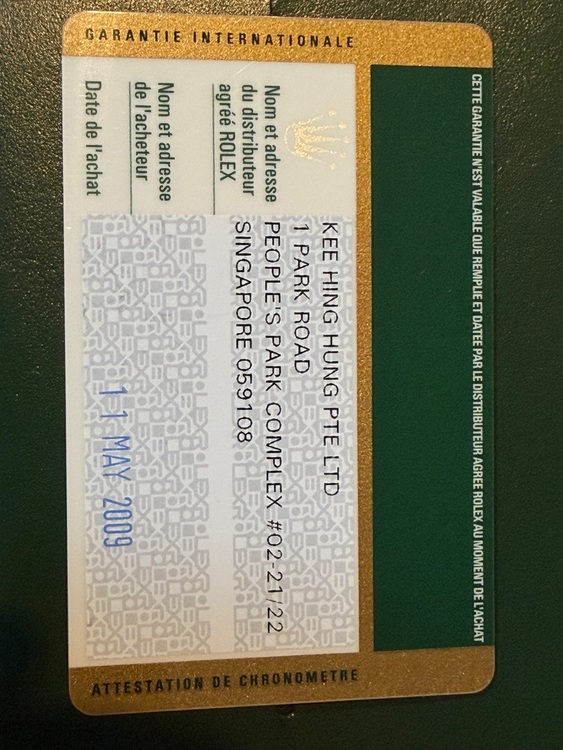 CETTE GARANTIE N'EST VALABLE QUE REMPLIE ET DATEE PAR LE DISTRIBUTEUR AGREE ROLEX AU MOMENT DE L'ACHAT
GARANTIE INTERNATIONALE
Nom et adresse
du distributeur
agréé ROLEX
KEE HING HUNG PTE LTD
1 PARK ROAD
PEOPLE'S PARK COMPLEX #02-21/22
SINGAPORE 059108
Nom et adresse
de l'acheteur
Date de l'achat
11 MAY 2009
ATTESTATION DE CHRONOMETRE